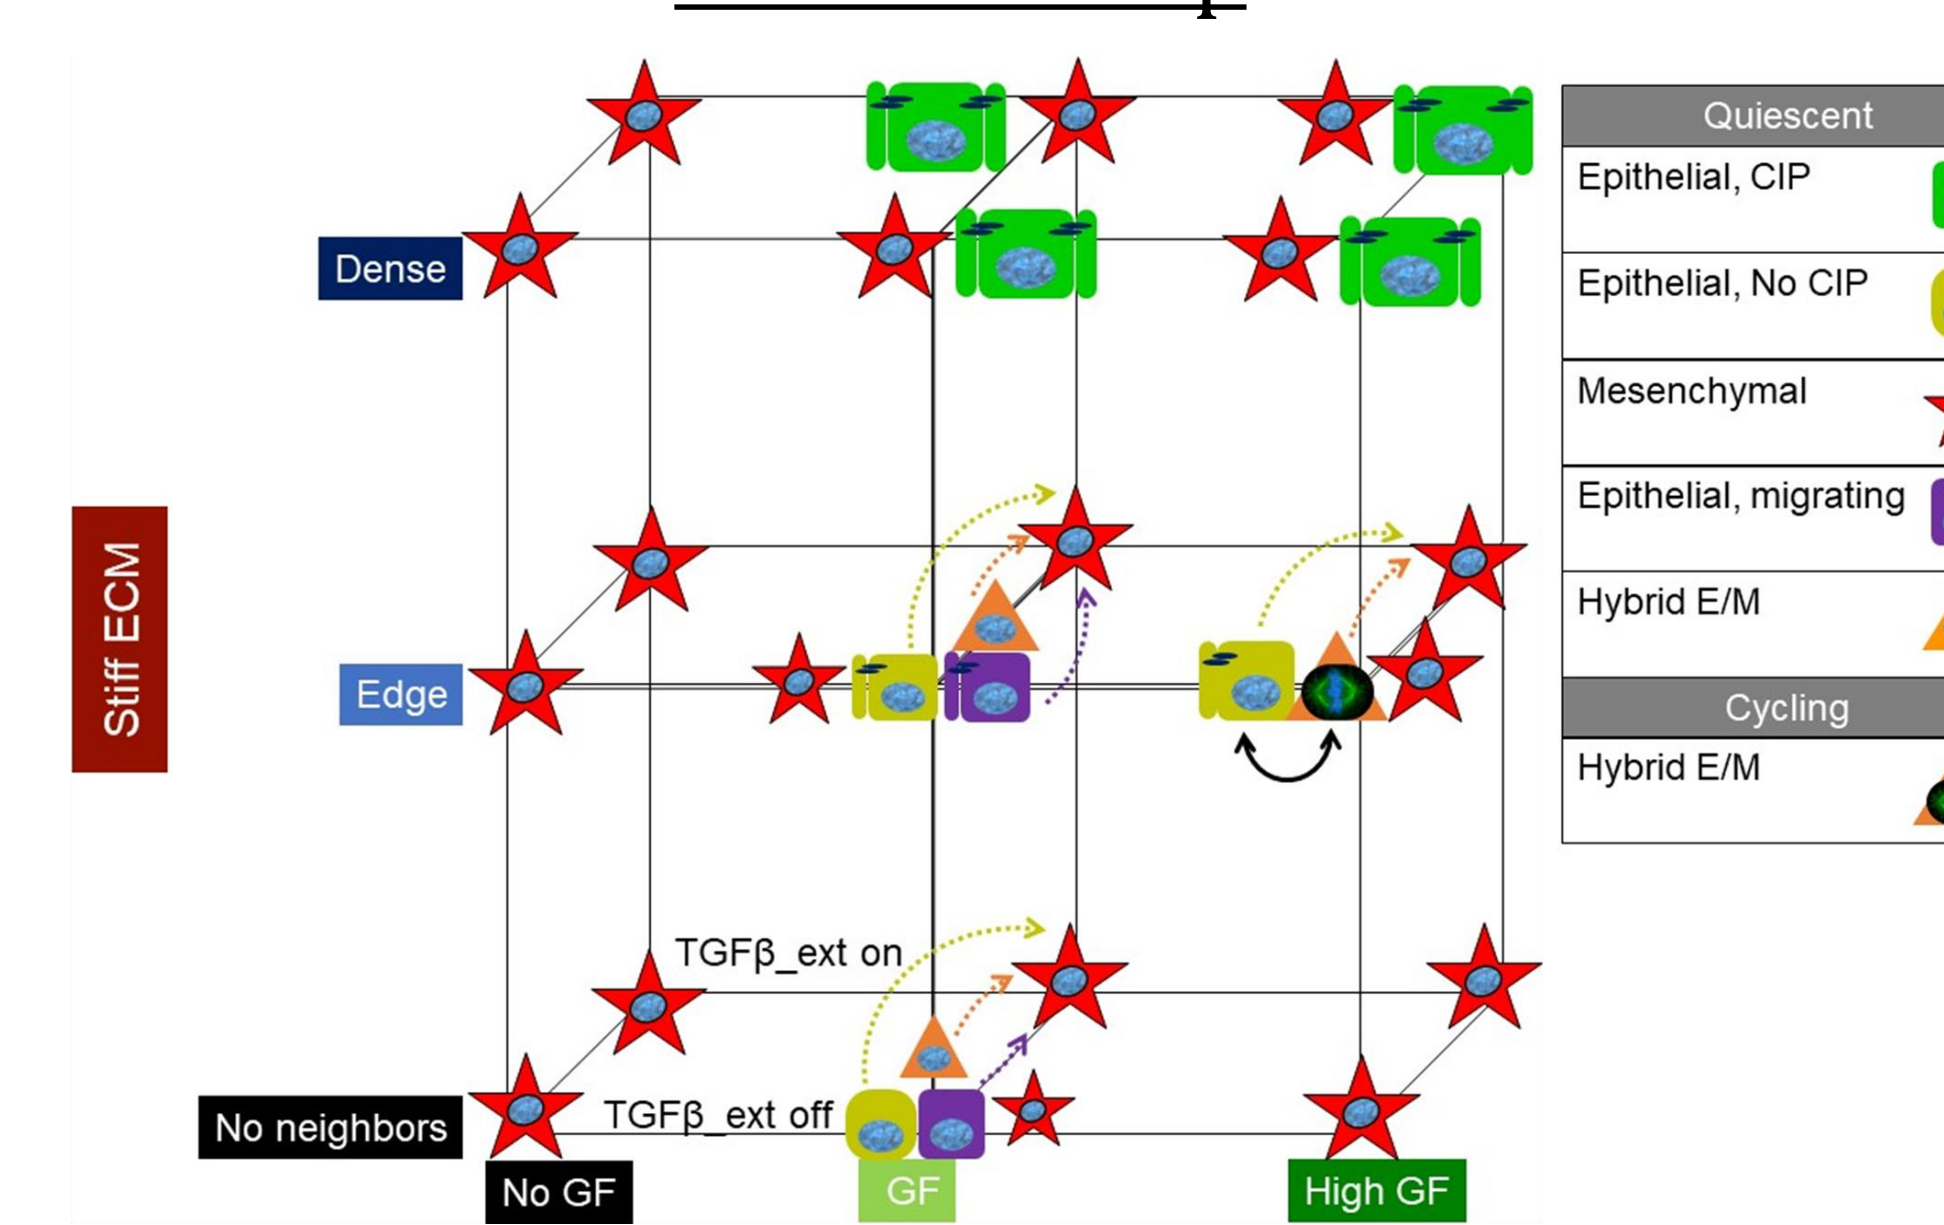 Quiescent
Epithelial, CIP
Dense
Epithelial, No CIP
Mesenchymal
Epithelial, migrating
Stiff ECM
Hybrid E/M
Edge
Cycling
Hybrid E/M
TGFβ_ext on
No neighbors
TGFβ_ext off
No GF
GF
High GF